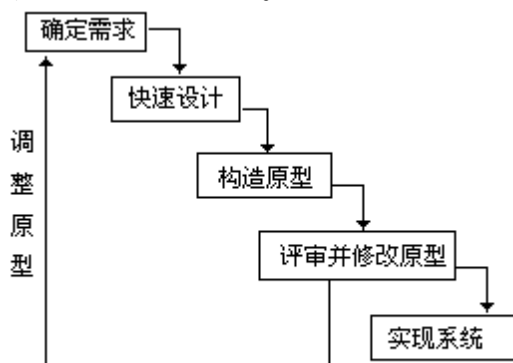 确定需求
快速设计
构造原型
评审并修改原型
实现系统
调整原型